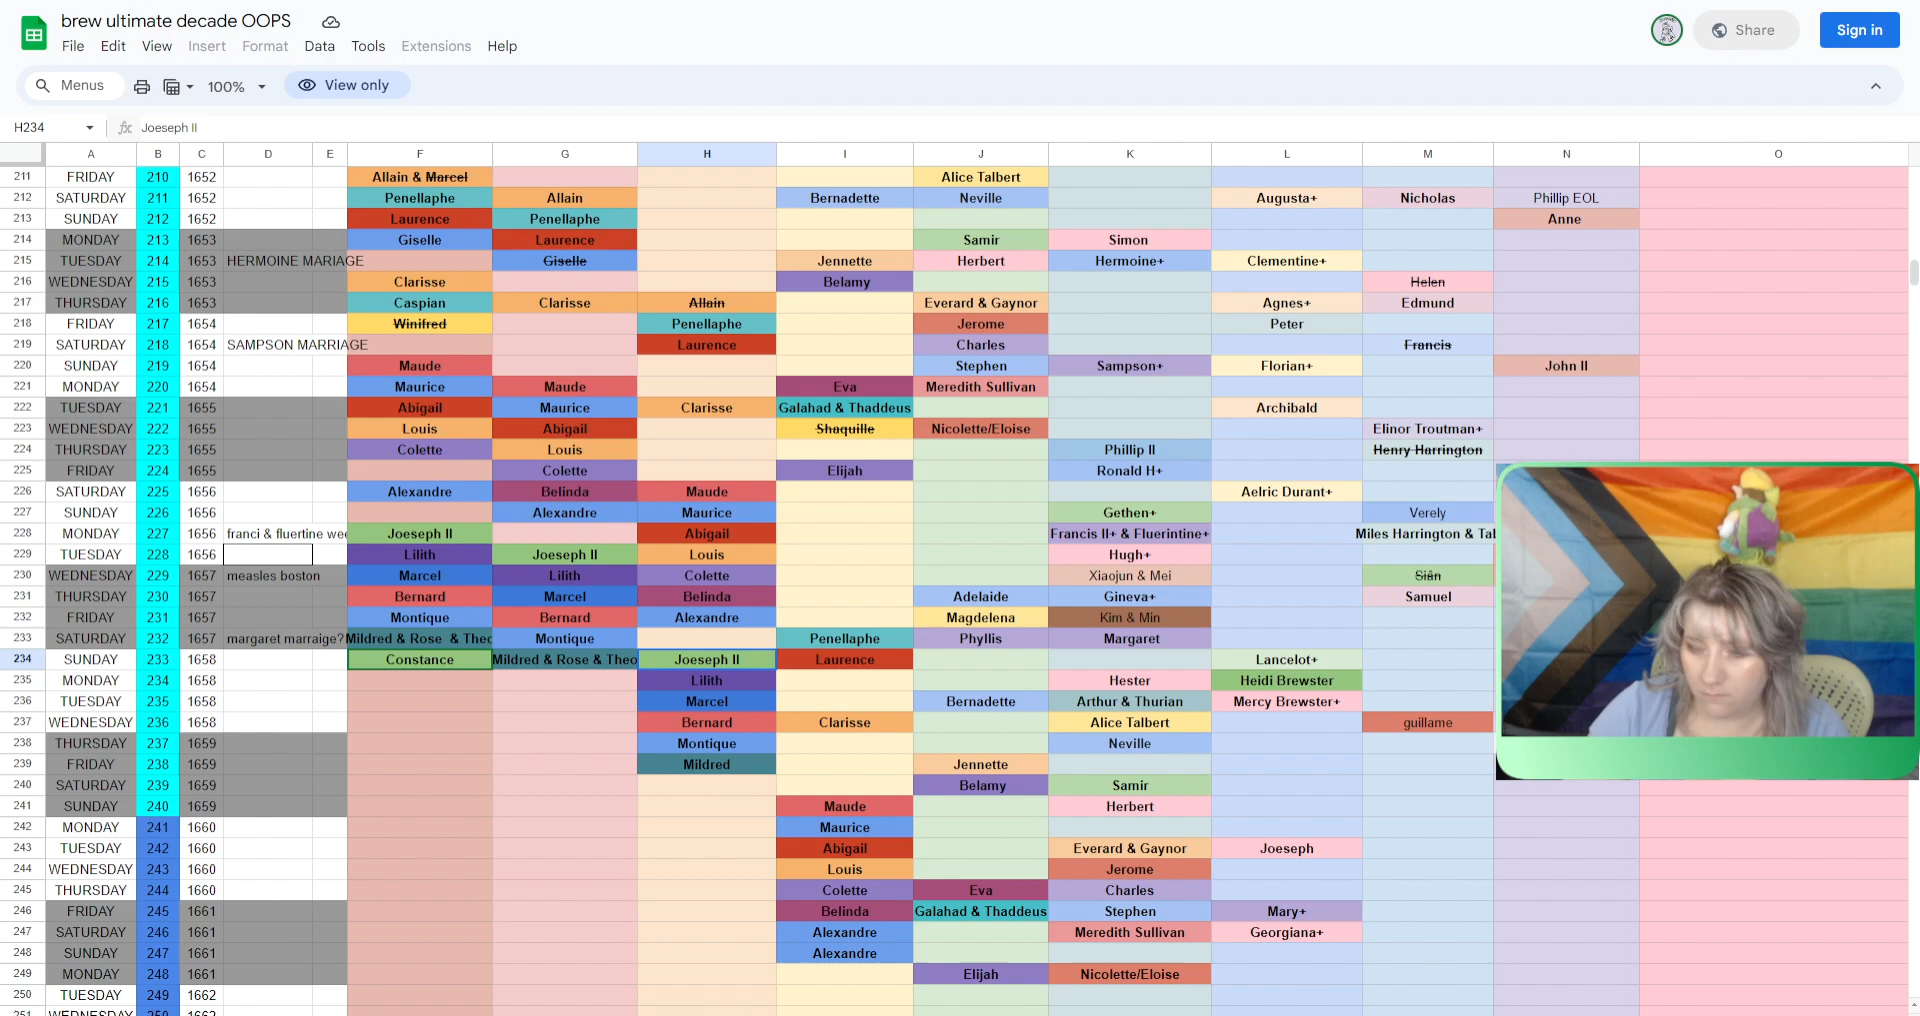 brew ultimate decade OOPS
Share
Sign in
File Edit View Insert Format Data Tools Extensions Help
Menus 100% View only
H234 fx Joeseph II
A B C D E F G H I J K L M N O
211 FRIDAY 210 1652 Allain & Marcel Alice Talbert
212 SATURDAY 211 1652 Penellaphe Allain Bernadette Neville Augusta+ Nicholas Phillip EOL
213 SUNDAY 212 1652 Laurence Penellaphe Anne
214 MONDAY 213 1653 Giselle Laurence Samir Simon
215 TUESDAY 214 1653 HERMOINE MARIAGE Giselle Jennette Herbert Hermoine+ Clementine+
216 WEDNESDAY 215 1653 Clarisse Belamy Helen
217 THURSDAY 216 1653 Caspian Clarisse Allain Everard & Gaynor Agnes+ Edmund
218 FRIDAY 217 1654 Winifred Penellaphe Jerome Peter
219 SATURDAY 218 1654 SAMPSON MARRIAGE Laurence Charles Francis
220 SUNDAY 219 1654 Maude Stephen Sampson+ Florian+ John II
221 MONDAY 220 1654 Maurice Maude Eva Meredith Sullivan
222 TUESDAY 221 1655 Abigail Maurice Clarisse Galahad & Thaddeus Archibald
223 WEDNESDAY 222 1655 Louis Abigail Shaquille Nicolette/Eloise Elinor Troutman+
224 THURSDAY 223 1655 Colette Louis Phillip II Henry Harrington
225 FRIDAY 224 1655 Colette Elijah Ronald H+
226 SATURDAY 225 1656 Alexandre Belinda Maude Aelric Durant+
227 SUNDAY 226 1656 Alexandre Maurice Gethen+ Verely
228 MONDAY 227 1656 franci & fluertine wee Joeseph II Abigail Francis II+ & Fluerintine+ Miles Harrington & Tal
229 TUESDAY 228 1656 Lilith Joeseph II Louis Hugh+
230 WEDNESDAY 229 1657 measles boston Marcel Lilith Colette Xiaojun & Mei Siân
231 THURSDAY 230 1657 Bernard Marcel Belinda Adelaide Gineva+ Samuel
232 FRIDAY 231 1657 Montique Bernard Alexandre Magdelena Kim & Min
233 SATURDAY 232 1657 margaret marraige? Mildred & Rose & Theo Montique Penellaphe Phyllis Margaret
234 SUNDAY 233 1658 Constance Mildred & Rose & Theo Joeseph II Laurence Lancelot+
235 MONDAY 234 1658 Lilith Hester Heidi Brewster
236 TUESDAY 235 1658 Marcel Bernadette Arthur & Thurian Mercy Brewster+
237 WEDNESDAY 236 1658 Bernard Clarisse Alice Talbert guillame
238 THURSDAY 237 1659 Montique Neville
239 FRIDAY 238 1659 Mildred Jennette
240 SATURDAY 239 1659 Belamy Samir
241 SUNDAY 240 1659 Maude Herbert
242 MONDAY 241 1660 Maurice
243 TUESDAY 242 1660 Abigail Everard & Gaynor Joeseph
244 WEDNESDAY 243 1660 Louis Jerome
245 THURSDAY 244 1660 Colette Eva Charles
246 FRIDAY 245 1661 Belinda Galahad & Thaddeus Stephen Mary+
247 SATURDAY 246 1661 Alexandre Meredith Sullivan Georgiana+
248 SUNDAY 247 1661 Alexandre
249 MONDAY 248 1661 Elijah Nicolette/Eloise
250 TUESDAY 249 1662
251 WEDNESDAY 250 1662